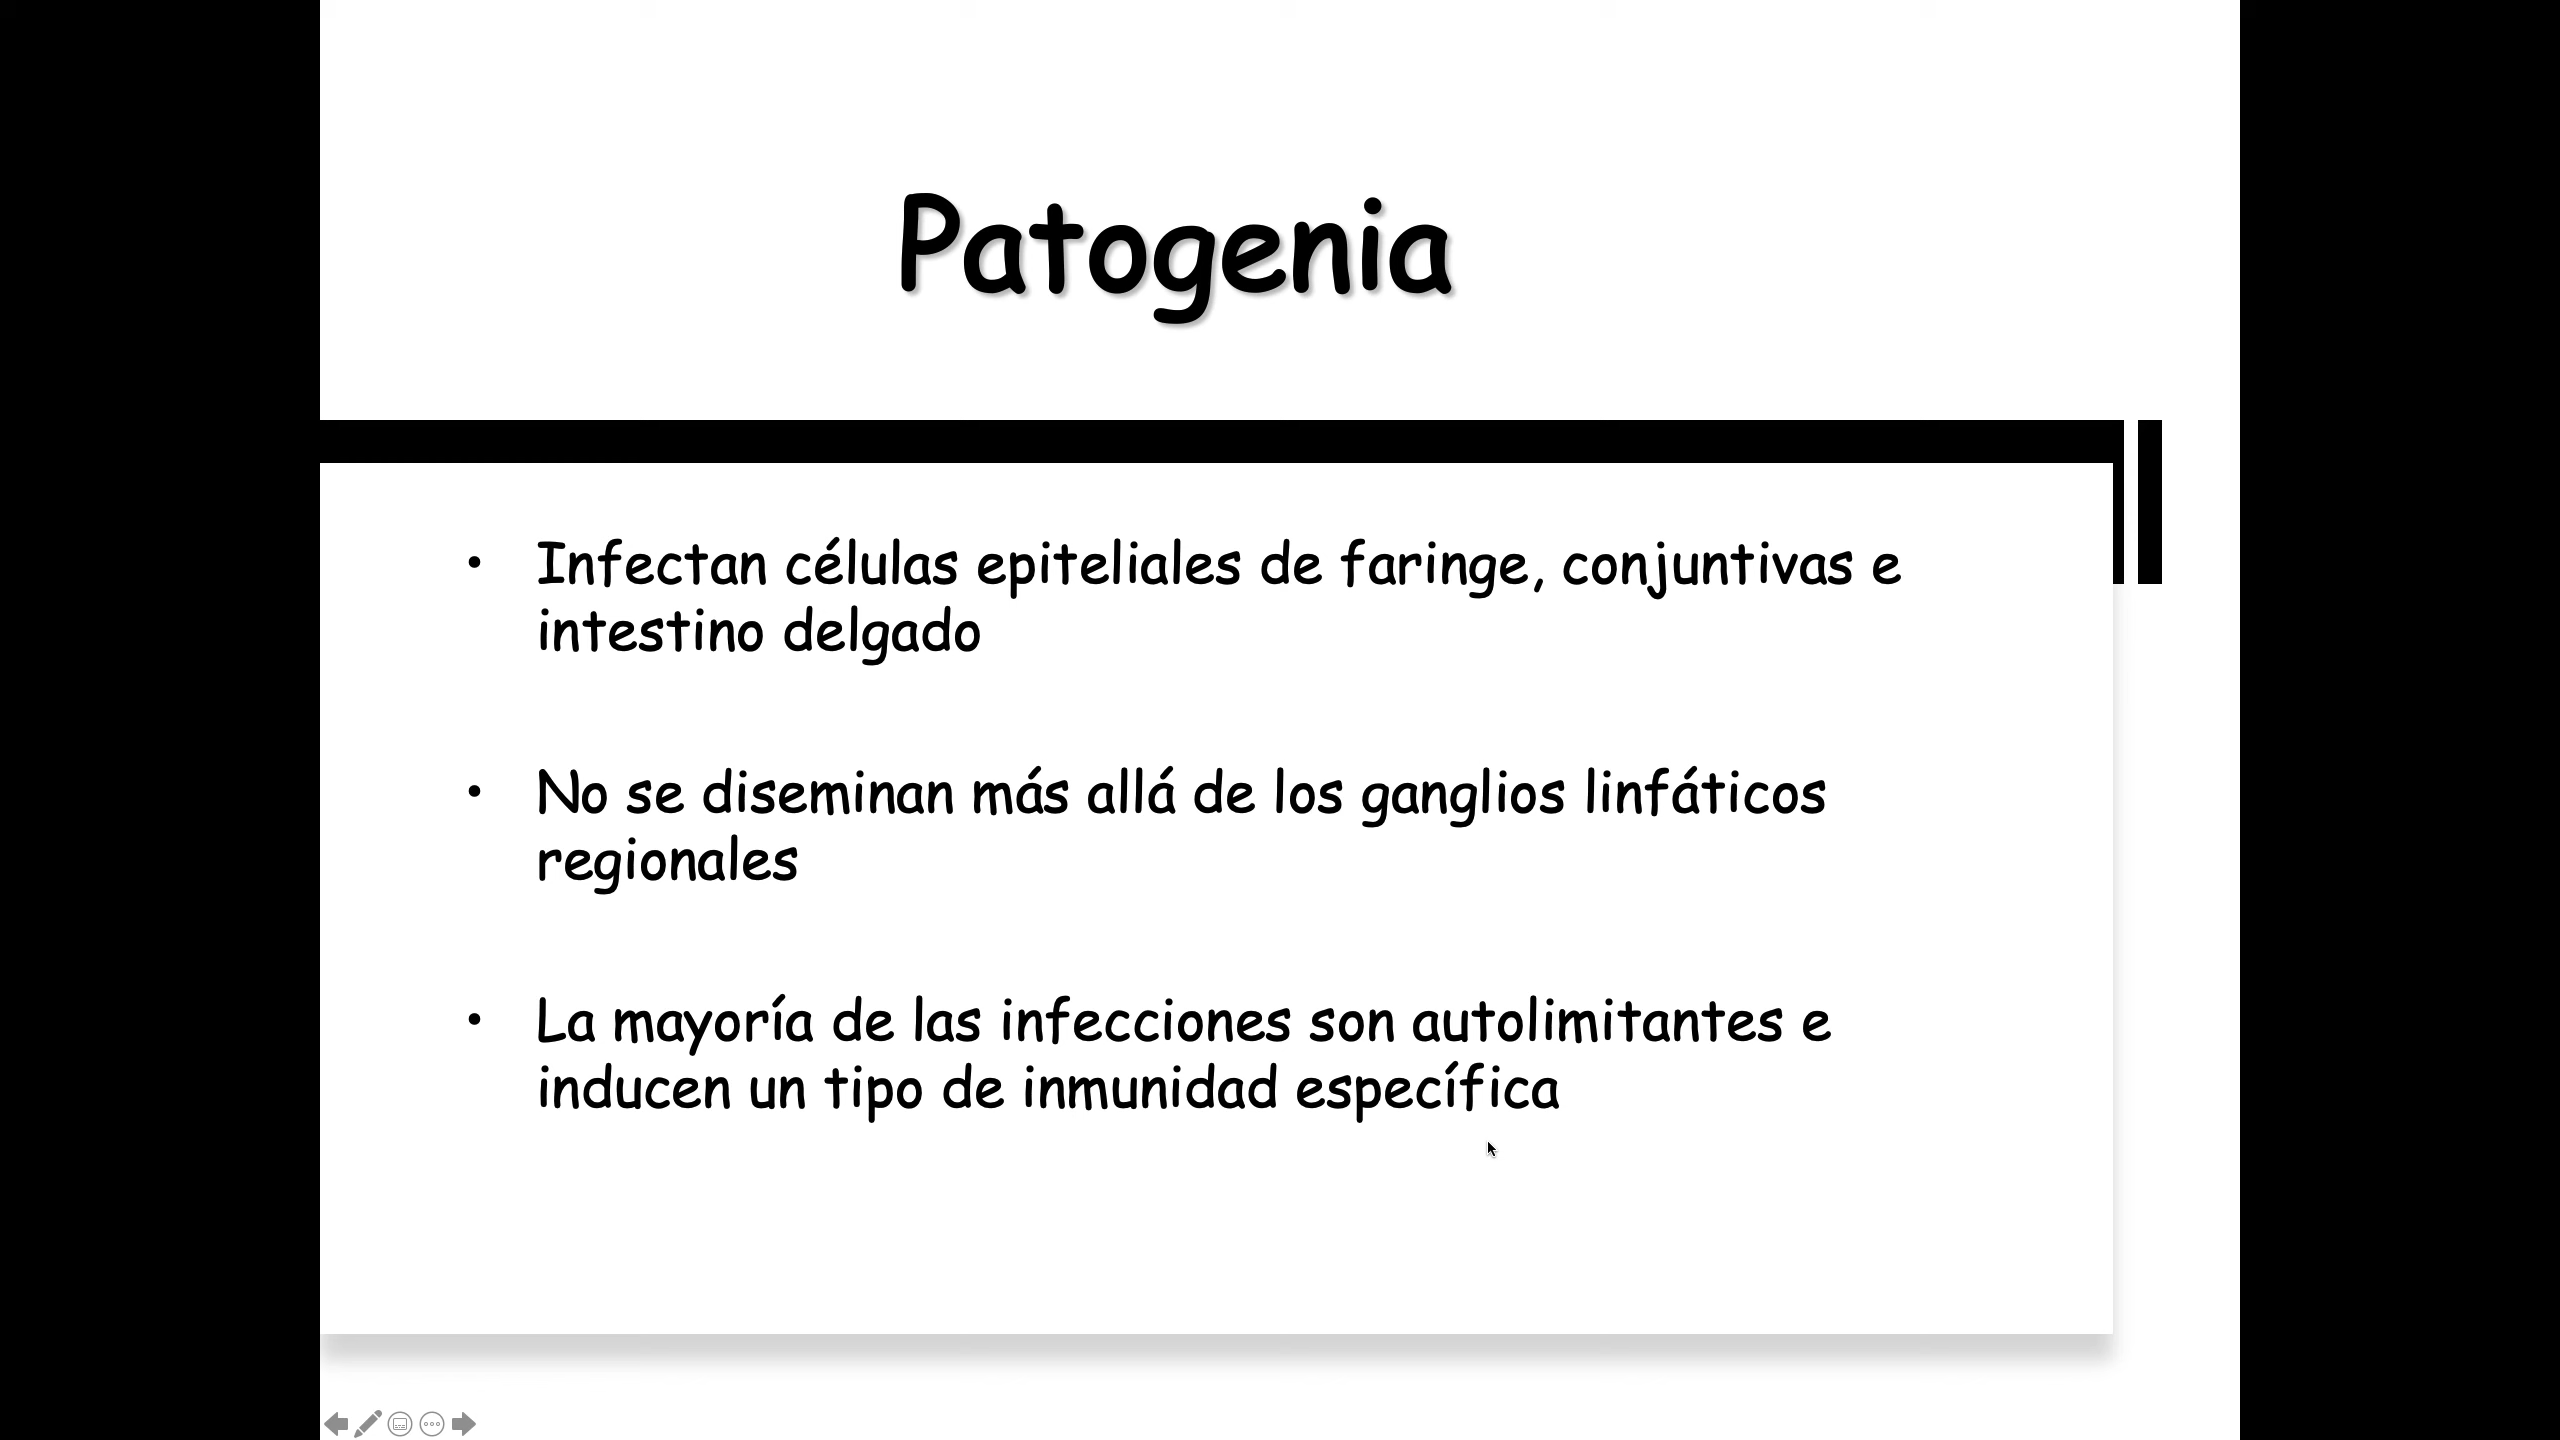 Patogenia
• Infectan células epiteliales de faringe, conjuntivas e
intestino delgado
• No se diseminan más allá de los ganglios linfáticos
regionales
• La mayoría de las infecciones son autolimitantes e
inducen un tipo de inmunidad específica